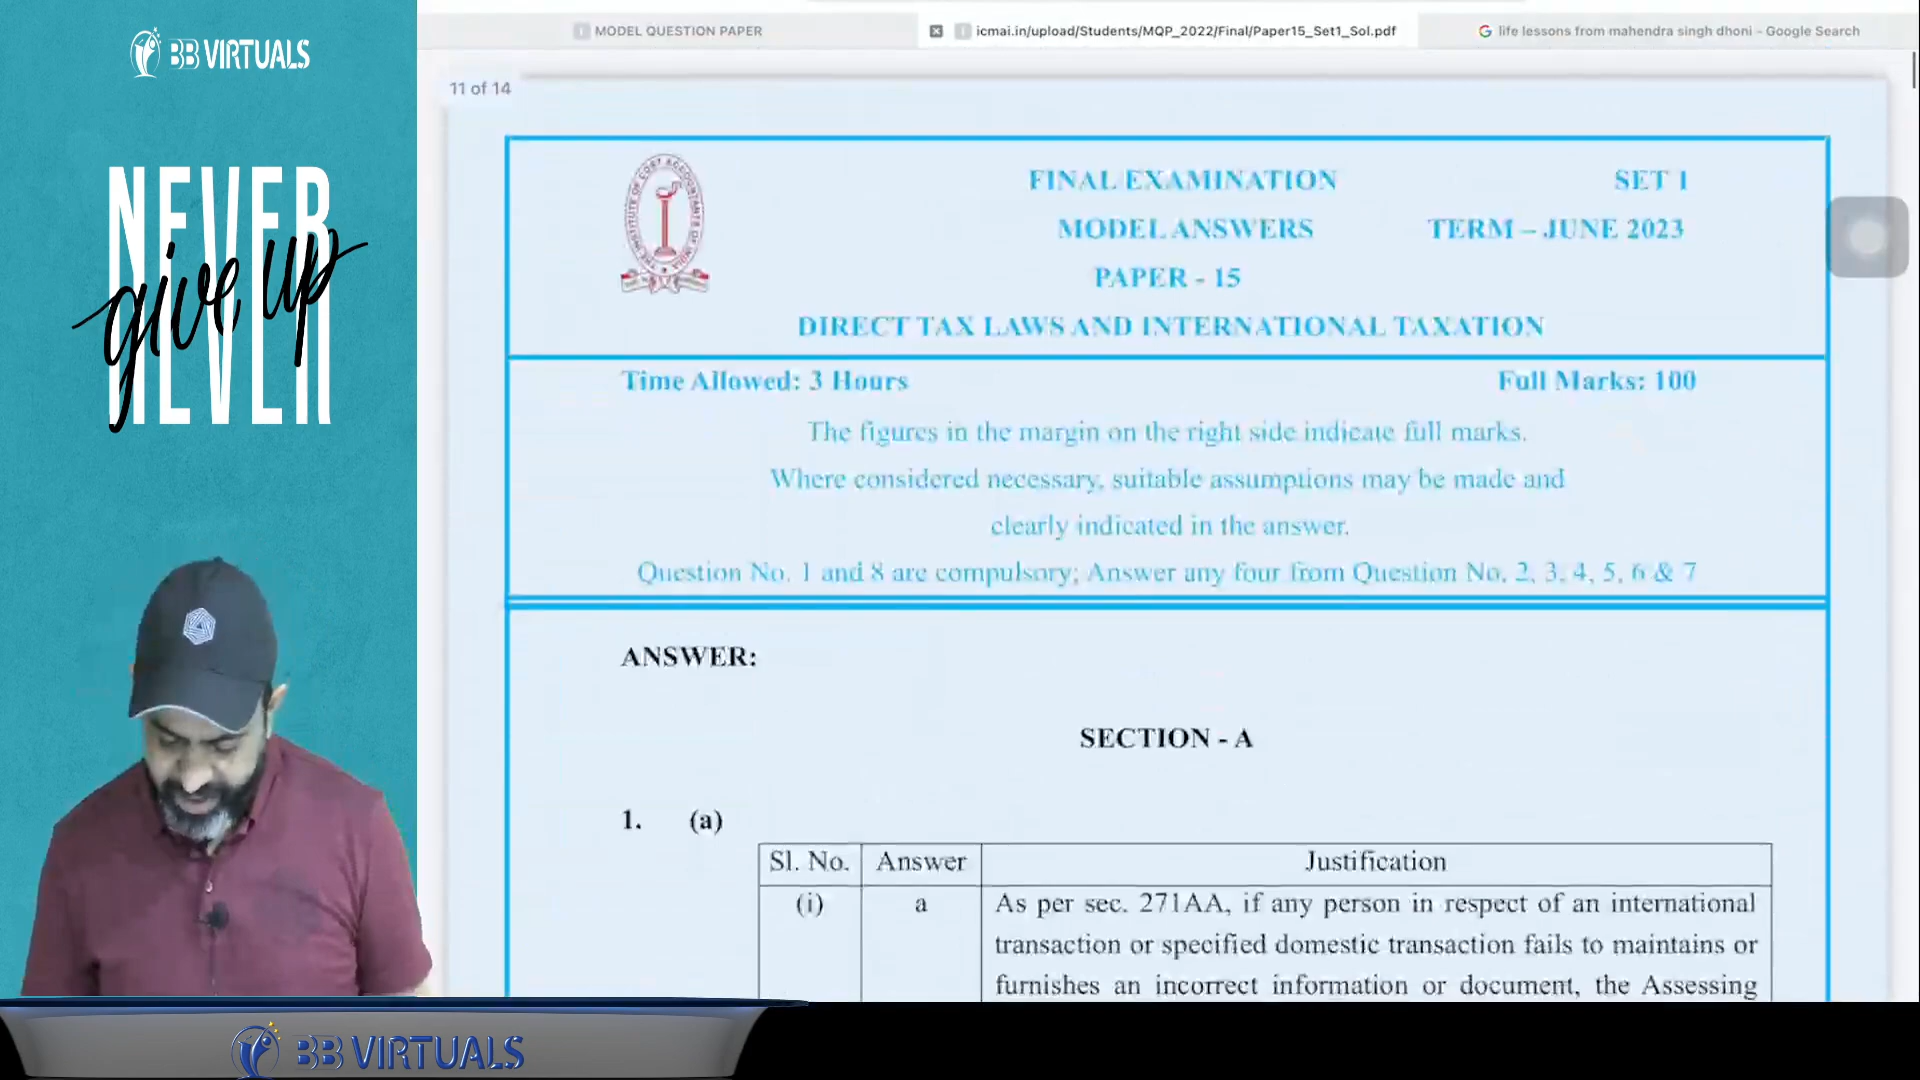 BB VIRTUALS
MODEL QUESTION PAPER
icmai.in/upload/Students/MQP_2022/Final/Paper15_Set1_Sol.pdf
life lessons from mahendra singh dhoni - Google Search
11 of 14
NEVER
give up
NEVER
THE INSTITUTE OF COST ACCOUNTANTS OF INDIA
FINAL EXAMINATION
SET 1
MODEL ANSWERS
TERM – JUNE 2023
PAPER - 15
DIRECT TAX LAWS AND INTERNATIONAL TAXATION
Time Allowed: 3 Hours
Full Marks: 100
The figures in the margin on the right side indicate full marks.
Where considered necessary, suitable assumptions may be made and
clearly indicated in the answer.
Question No. 1 and 8 are compulsory; Answer any four from Question No. 2, 3, 4, 5, 6 & 7
ANSWER:
SECTION - A
1. (a)
Sl. No. Answer Justification
(i) a As per sec. 271AA, if any person in respect of an international
transaction or specified domestic transaction fails to maintains or
furnishes an incorrect information or document, the Assessing
BB VIRTUALS